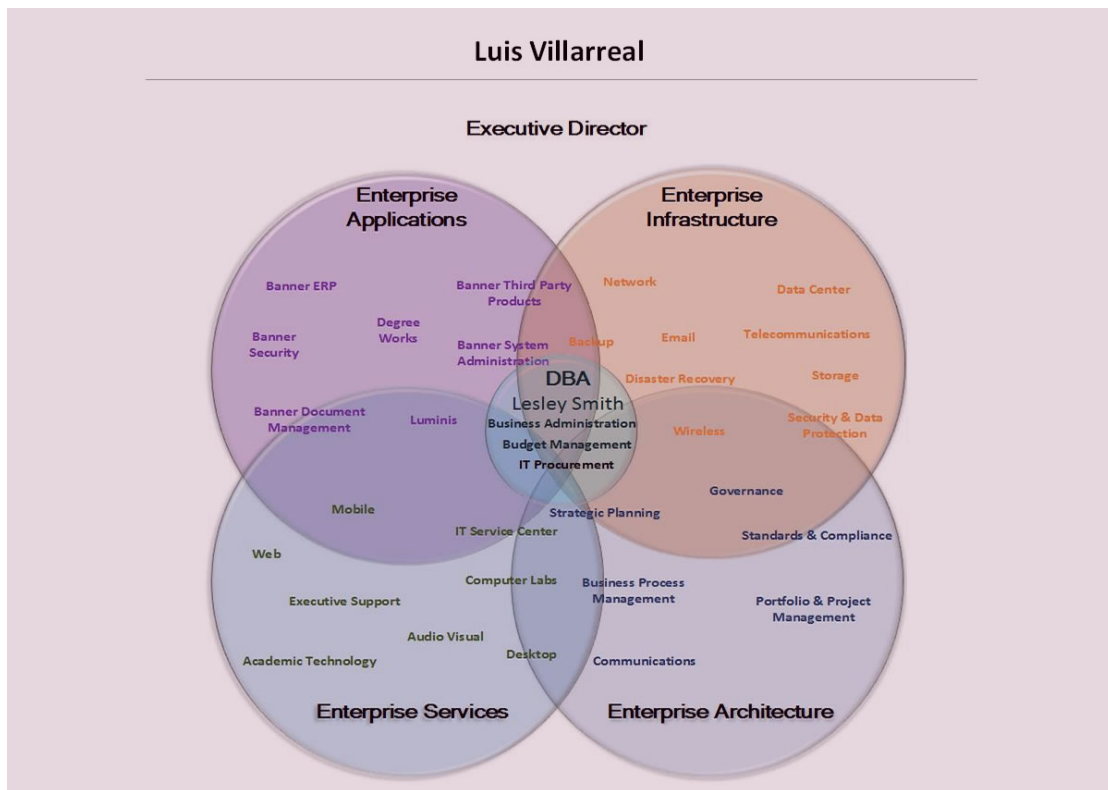 Luis Villarreal
Executive Director
Enterprise
Applications
Banner ERP
Banner Third Party
Products
Degree
Works
Banner
Security
Banner System
Administration
Banner Document
Management
Luminis
Enterprise
Infrastructure
Network
Data Center
Backup
Email
Telecommunications
Disaster Recovery
Storage
Wireless
Security & Data
Protection
DBA
Lesley Smith
Business Administration
Budget Management
IT Procurement
Mobile
IT Service Center
Web
Computer Labs
Executive Support
Audio Visual
Desktop
Academic Technology
Enterprise Services
Governance
Strategic Planning
Standards & Compliance
Business Process
Management
Portfolio & Project
Management
Communications
Enterprise Architecture